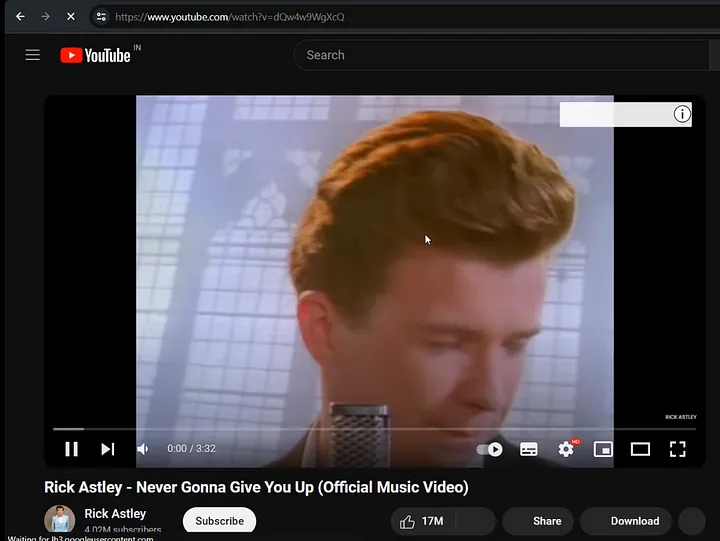 https://www.youtube.com/watch?v=dQw4w9WgXcQ
YouTube IN
Search
RICK ASTLEY
0:00 / 3:32
HD
Rick Astley - Never Gonna Give You Up (Official Music Video)
Rick Astley
4.02M subscribers
Subscribe
17M
Share
Download
Waiting for lh3.googleusercontent.com